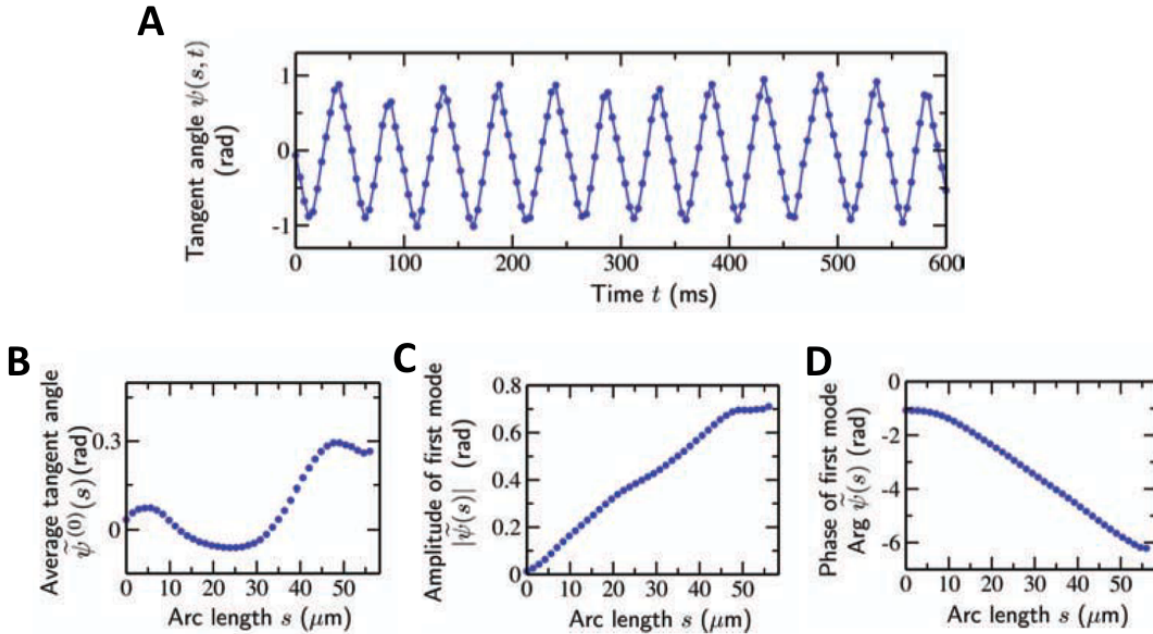 A
Tangent angle ψ(s, t)
(rad)
1
0
-1
0
100
200
300
400
500
600
Time t (ms)
B
Average tangent angle
ψ̃⁽⁰⁾(s)(rad)
0.3
0
0
10
20
30
40
50
Arc length s (μm)
C
Amplitude of first mode
|ψ̃(s)| (rad)
0.8
0.6
0.4
0.2
0
0
10
20
30
40
50
Arc length s (μm)
D
Phase of first mode
Arg ψ̃(s) (rad)
0
-2
-4
-6
0
10
20
30
40
50
Arc length s (μm)